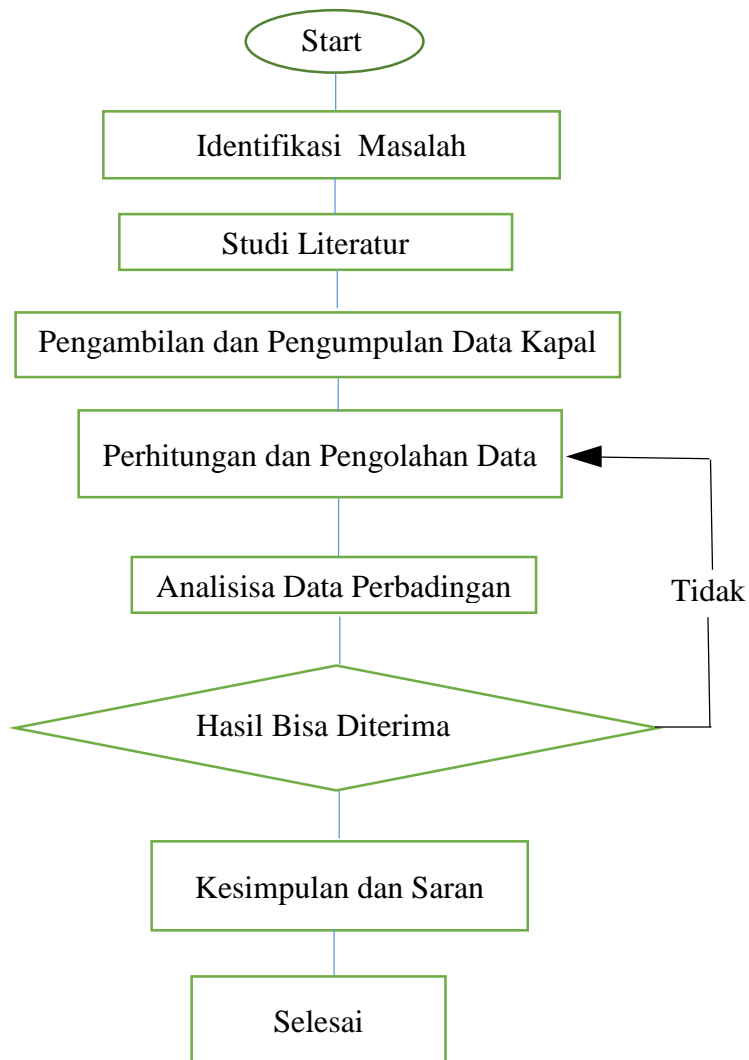 Start
Identifikasi  Masalah
Studi Literatur
Pengambilan dan Pengumpulan Data Kapal
Perhitungan dan Pengolahan Data
Analisisa Data Perbadingan
Tidak
Hasil Bisa Diterima
Kesimpulan dan Saran
Selesai